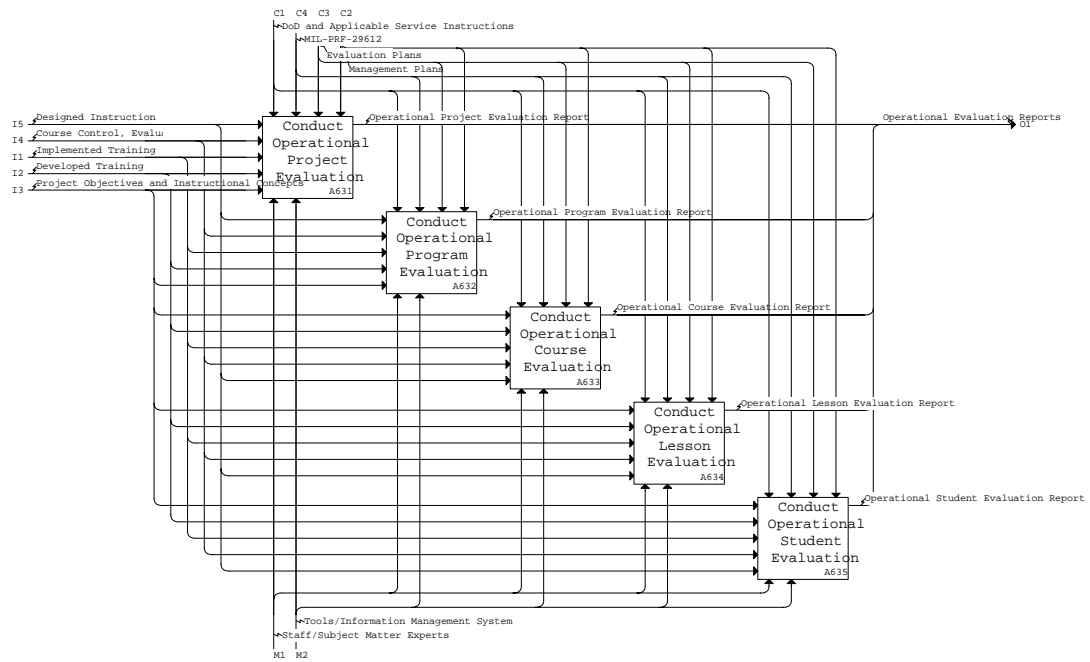 C1 C4 C3 C2
DoD and Applicable Service Instructions
MIL-PRF-29612
Evaluation Plans
Management Plans
I5 Designed Instruction
I4 Course Control, Evalu
I1 Implemented Training
I2 Developed Training
I3 Project Objectives and Instructional Concepts
Conduct
Operational
Project
Evaluation
A631
Operational Project Evaluation Report
Operational Evaluation Reports
O1
Conduct
Operational
Program
Evaluation
A632
Operational Program Evaluation Report
Conduct
Operational
Course
Evaluation
A633
Operational Course Evaluation Report
Conduct
Operational
Lesson
Evaluation
A634
Operational Lesson Evaluation Report
Conduct
Operational
Student
Evaluation
A635
Operational Student Evaluation Report
Tools/Information Management System
Staff/Subject Matter Experts
M1 M2